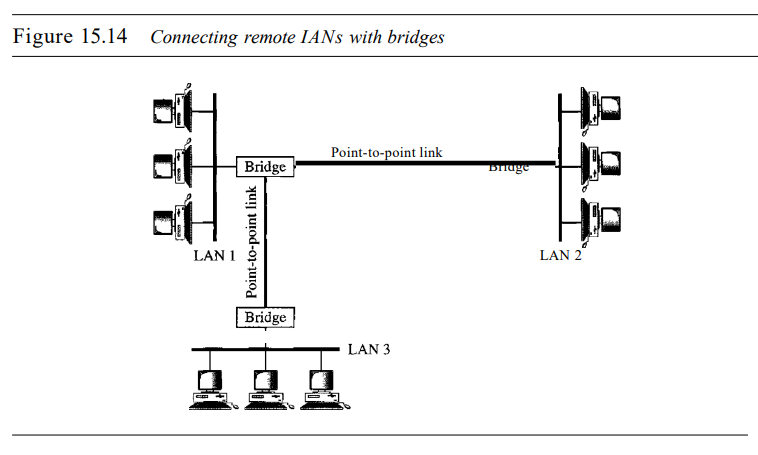 Figure 15.14 Connecting remote IANs with bridges
Point-to-point link
Bridge
Bridge
Point-to-point link
LAN 1
LAN 2
Bridge
LAN 3